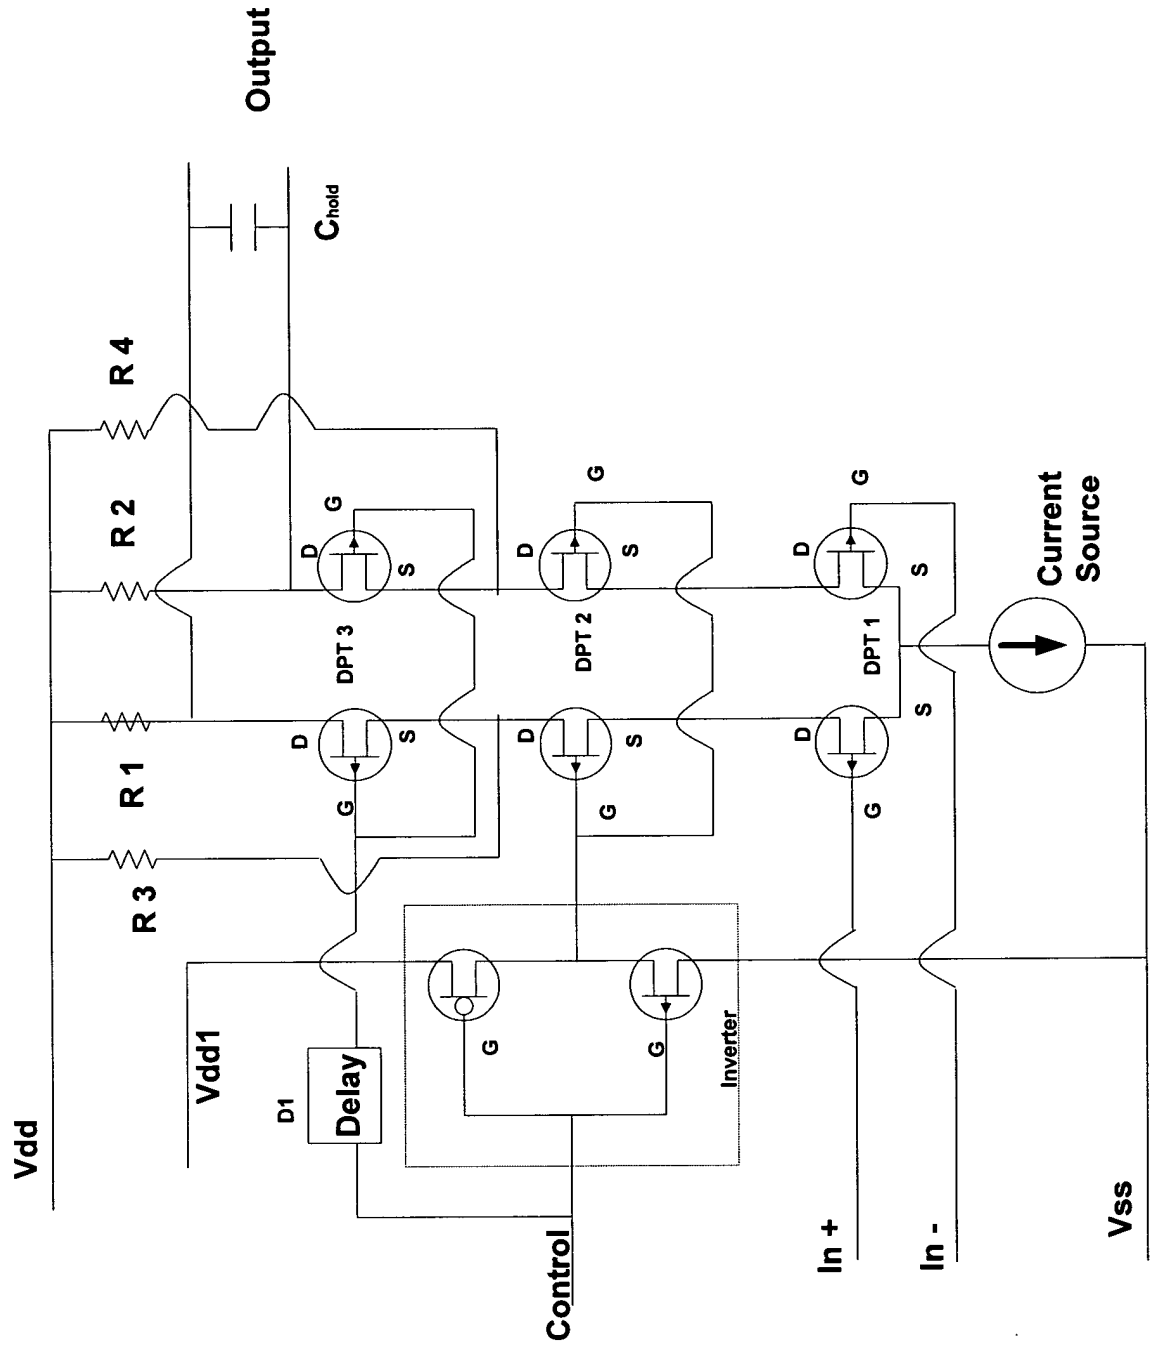 Vdd
Vdd1
R 3
R 1
R 2
R 4
Output
Chold
D1
Delay
G
D
S
DPT 3
D
S
G
Control
G
G
Inverter
D
S
G
DPT 2
D
S
G
In +
In -
G
D
S
DPT 1
D
S
G
Current
Source
Vss